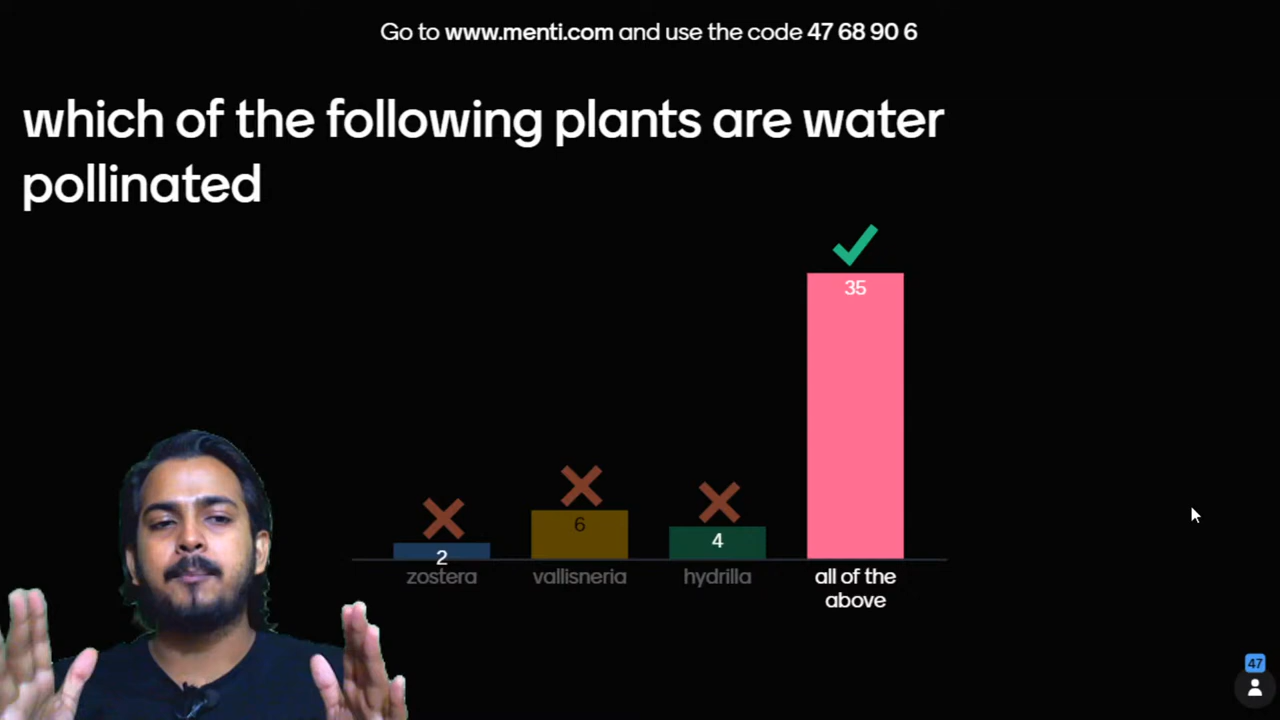 Go to www.menti.com and use the code 47 68 90 6
which of the following plants are water
pollinated
35
6
4
2
zostera
vallisneria
hydrilla
all of the
above
47